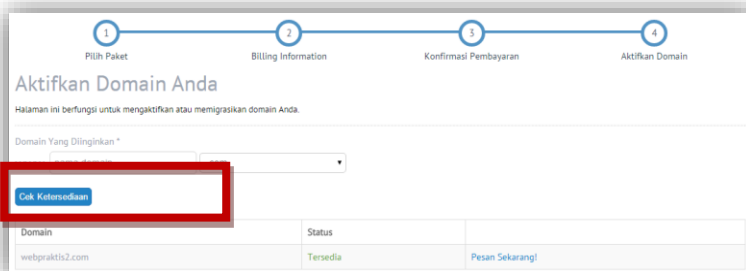 1 2 3 4
Pilih Paket Billing Information Konfirmasi Pembayaran Aktifkan Domain
Aktifkan Domain Anda
Halaman ini berfungsi untuk mengaktifkan atau memigrasikan domain Anda.
Domain Yang Diinginkan *
Cek Ketersediaan
Domain Status
webpraktis2.com Tersedia Pesan Sekarang!